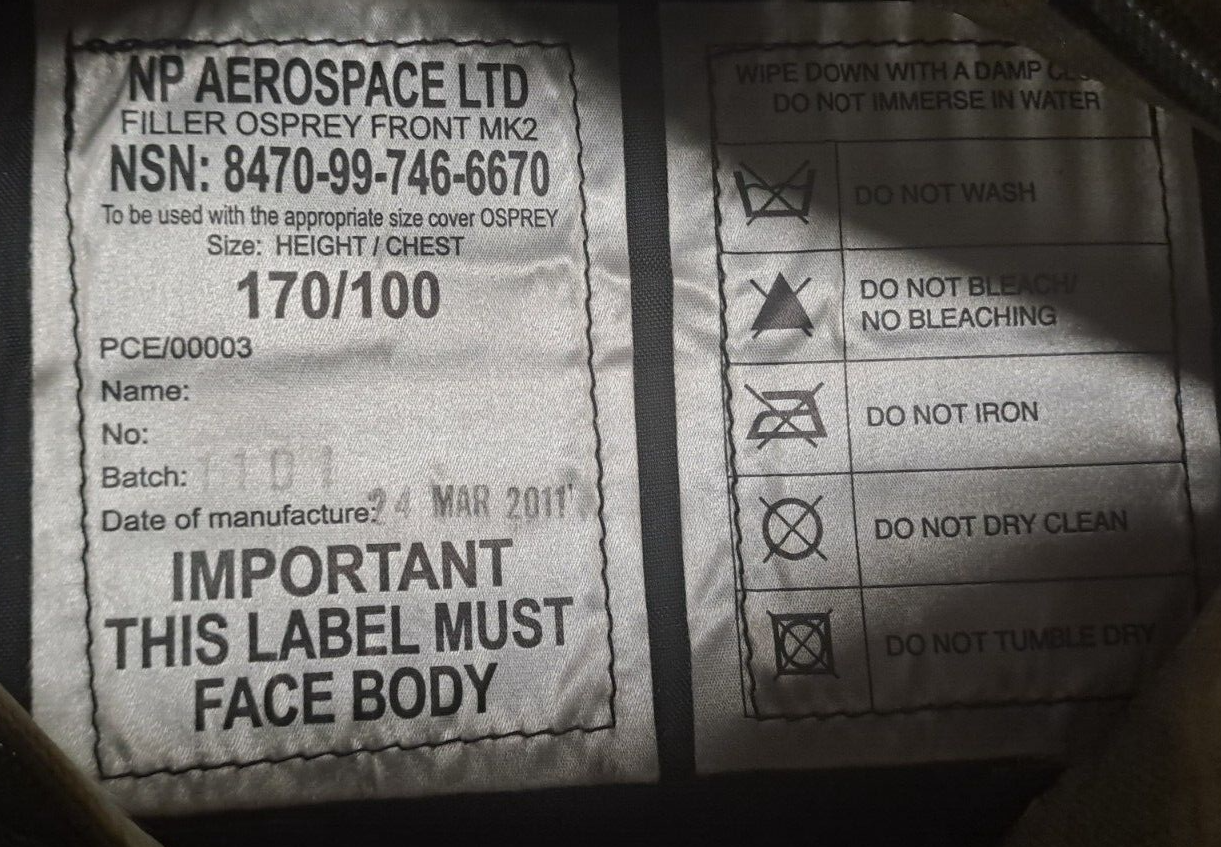 NP AEROSPACE LTD
FILLER OSPREY FRONT MK2
NSN: 8470-99-746-6670
To be used with the appropriate size cover OSPREY
Size: HEIGHT / CHEST
170/100
PCE/00003
Name:
No:
Batch: 1101
Date of manufacture: 24 MAR 2011
IMPORTANT
THIS LABEL MUST
FACE BODY
WIPE DOWN WITH A DAMP
DO NOT IMMERSE IN WATER
DO NOT WASH
DO NOT BLEACH/
NO BLEACHING
DO NOT IRON
DO NOT DRY CLEAN
DO NOT TUMBLE DRY